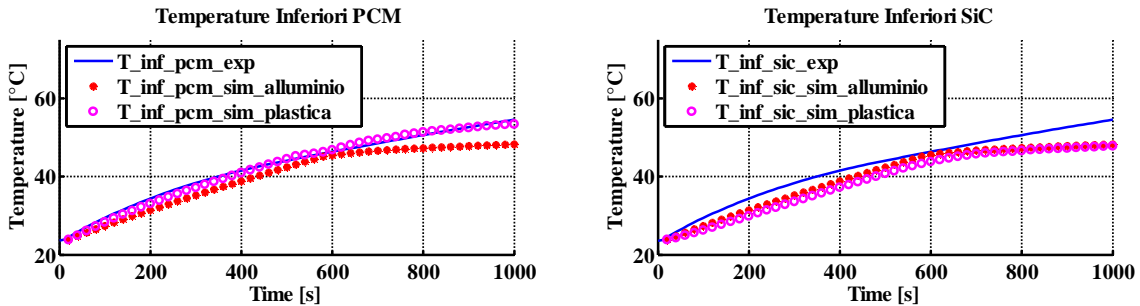 Temperature Inferiori PCM
T_inf_pcm_exp
T_inf_pcm_sim_alluminio
T_inf_pcm_sim_plastica
Temperature [°C]
60
40
20
0 200 400 600 800 1000
Time [s]
Temperature Inferiori SiC
T_inf_sic_exp
T_inf_sic_sim_alluminio
T_inf_sic_sim_plastica
Temperature [°C]
60
40
20
0 200 400 600 800 1000
Time [s]